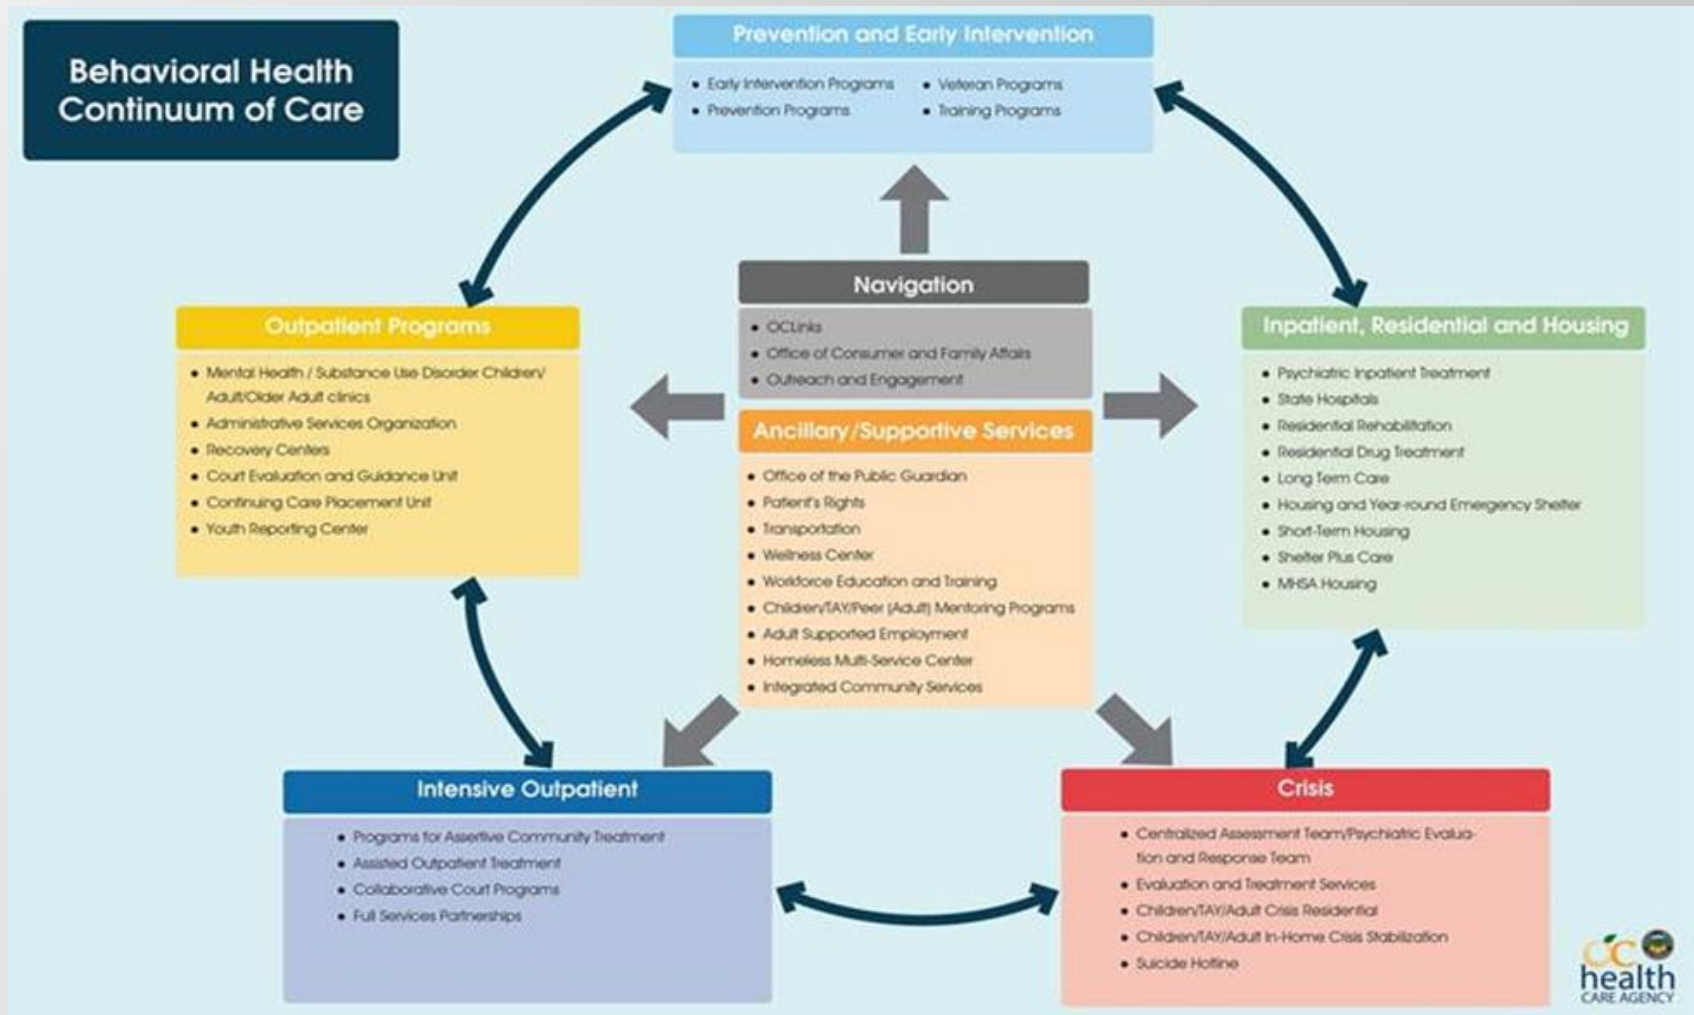 Behavioral Health
Continuum of Care
Prevention and Early Intervention
• Early Intervention Programs
• Prevention Programs
• Veteran Programs
• Training Programs
Navigation
• OCLinks
• Office of Consumer and Family Affairs
• Outreach and Engagement
Outpatient Programs
• Mental Health / Substance Use Disorder Children/
Adult/Older Adult clinics
• Administrative Services Organization
• Recovery Centers
• Court Evaluation and Guidance Unit
• Continuing Care Placement Unit
• Youth Reporting Center
Ancillary/Supportive Services
• Office of the Public Guardian
• Patient's Rights
• Transportation
• Wellness Center
• Workforce Education and Training
• Children/TAY/Peer (Adult) Mentoring Programs
• Adult Supported Employment
• Homeless Multi-Service Center
• Integrated Community Services
Inpatient, Residential and Housing
• Psychiatric Inpatient Treatment
• State Hospitals
• Residential Rehabilitation
• Residential Drug Treatment
• Long Term Care
• Housing and Year-round Emergency Shelter
• Short-Term Housing
• Shelter Plus Care
• MHSA Housing
Intensive Outpatient
• Programs for Assertive Community Treatment
• Assisted Outpatient Treatment
• Collaborative Court Programs
• Full Services Partnerships
Crisis
• Centralized Assessment Team/Psychiatric Evalua-
tion and Response Team
• Evaluation and Treatment Services
• Children/TAY/Adult Crisis Residential
• Children/TAY/Adult In-Home Crisis Stabilization
• Suicide Hotline
OC
health
CARE AGENCY